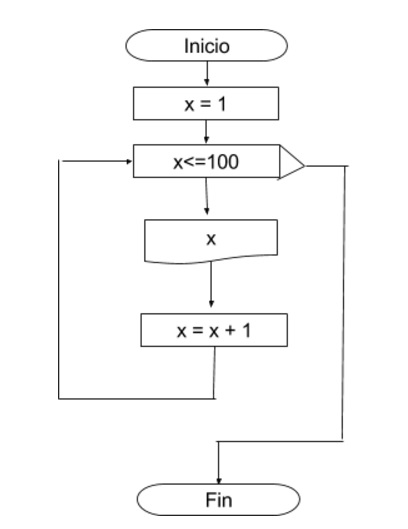 Inicio
x = 1
x<=100
x
x = x + 1
Fin